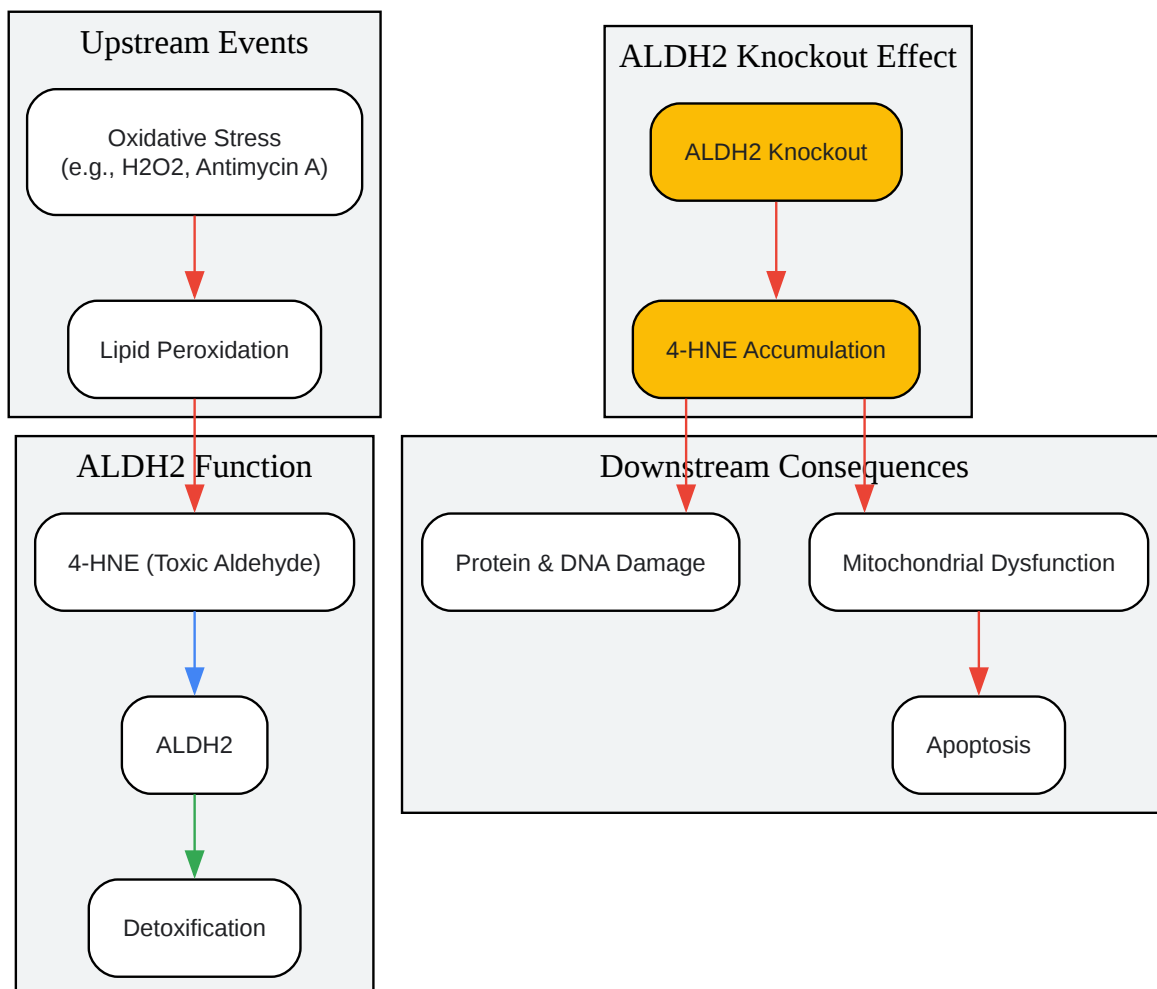 Upstream Events
Oxidative Stress
(e.g., H2O2, Antimycin A)
Lipid Peroxidation
ALDH2 Function
4-HNE (Toxic Aldehyde)
ALDH2
Detoxification
ALDH2 Knockout Effect
ALDH2 Knockout
4-HNE Accumulation
Downstream Consequences
Protein & DNA Damage
Mitochondrial Dysfunction
Apoptosis